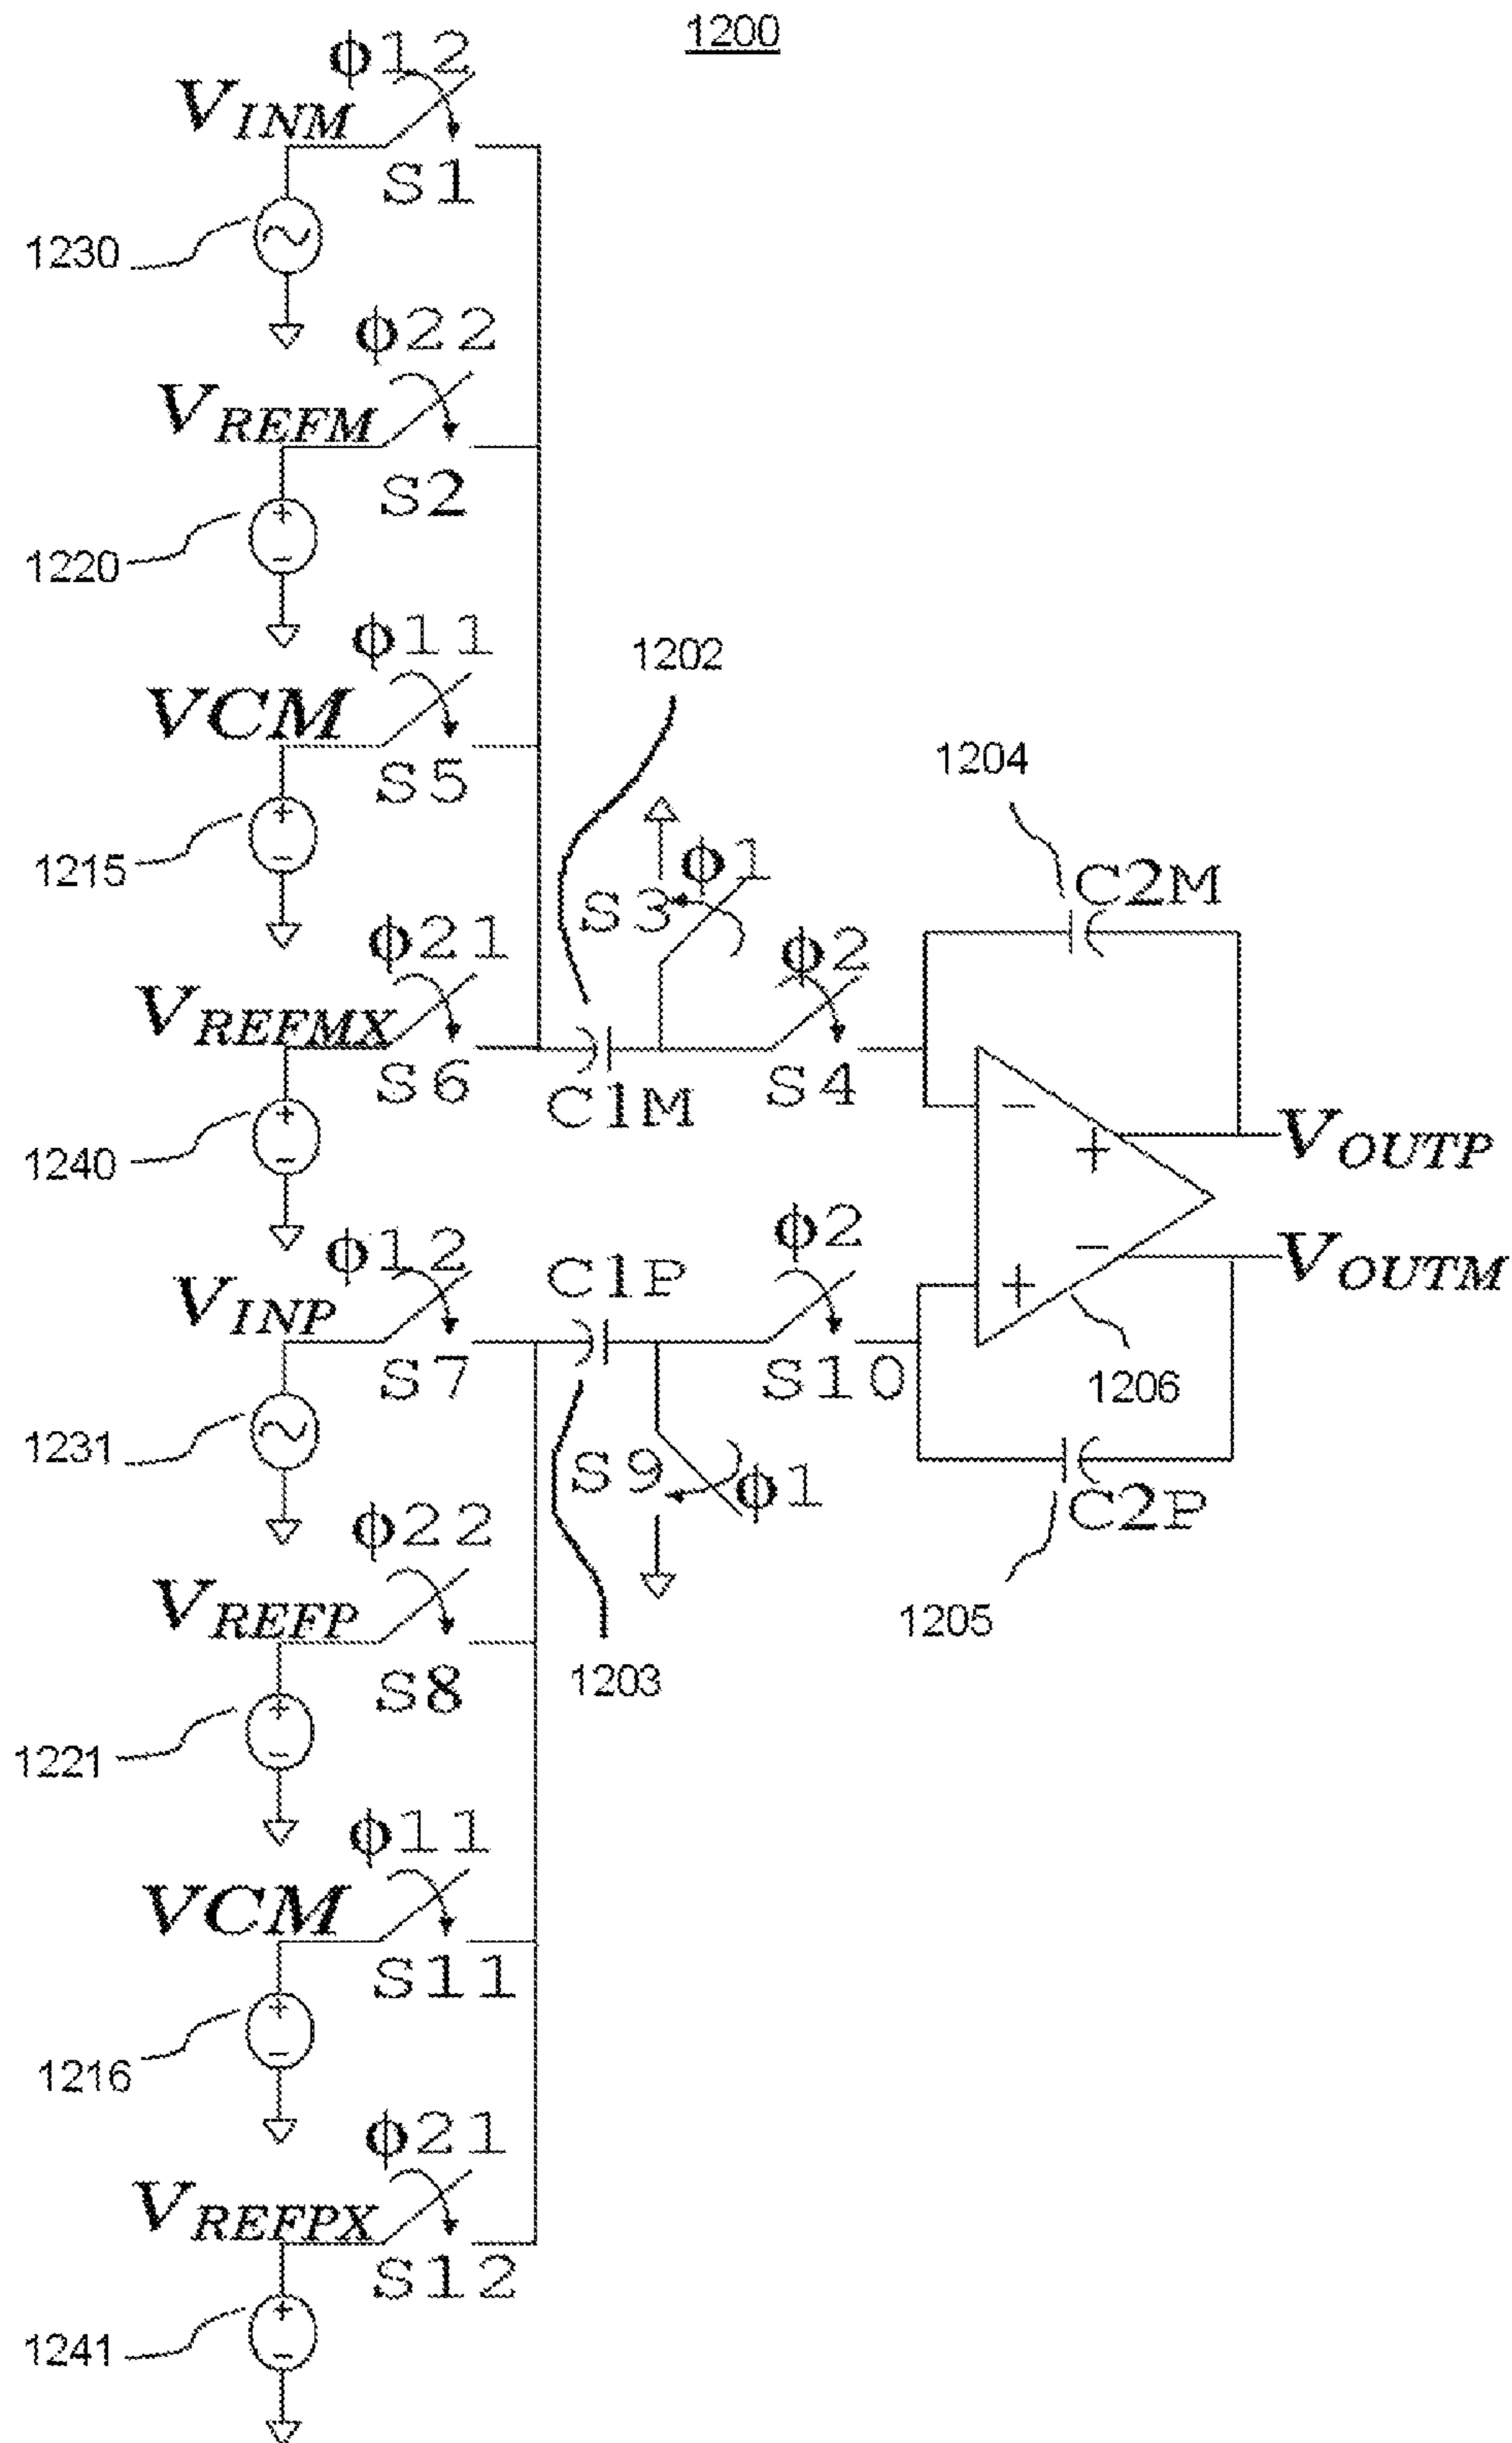 1200
ϕ12
VINM
S1
1230
ϕ22
VREFM
S2
1220
ϕ11
VCM
S5
1215
1202
1204
C2M
ϕ1
S3
ϕ21
VREFMX
S6
1240
C1M
ϕ2
S4
−
+
VOUTP
ϕ12
VINP
S7
1231
C1P
ϕ2
S10
+
−
VOUTM
1206
S9
ϕ1
C2P
1205
1203
ϕ22
VREFP
S8
1221
ϕ11
VCM
S11
1216
ϕ21
VREFPX
S12
1241